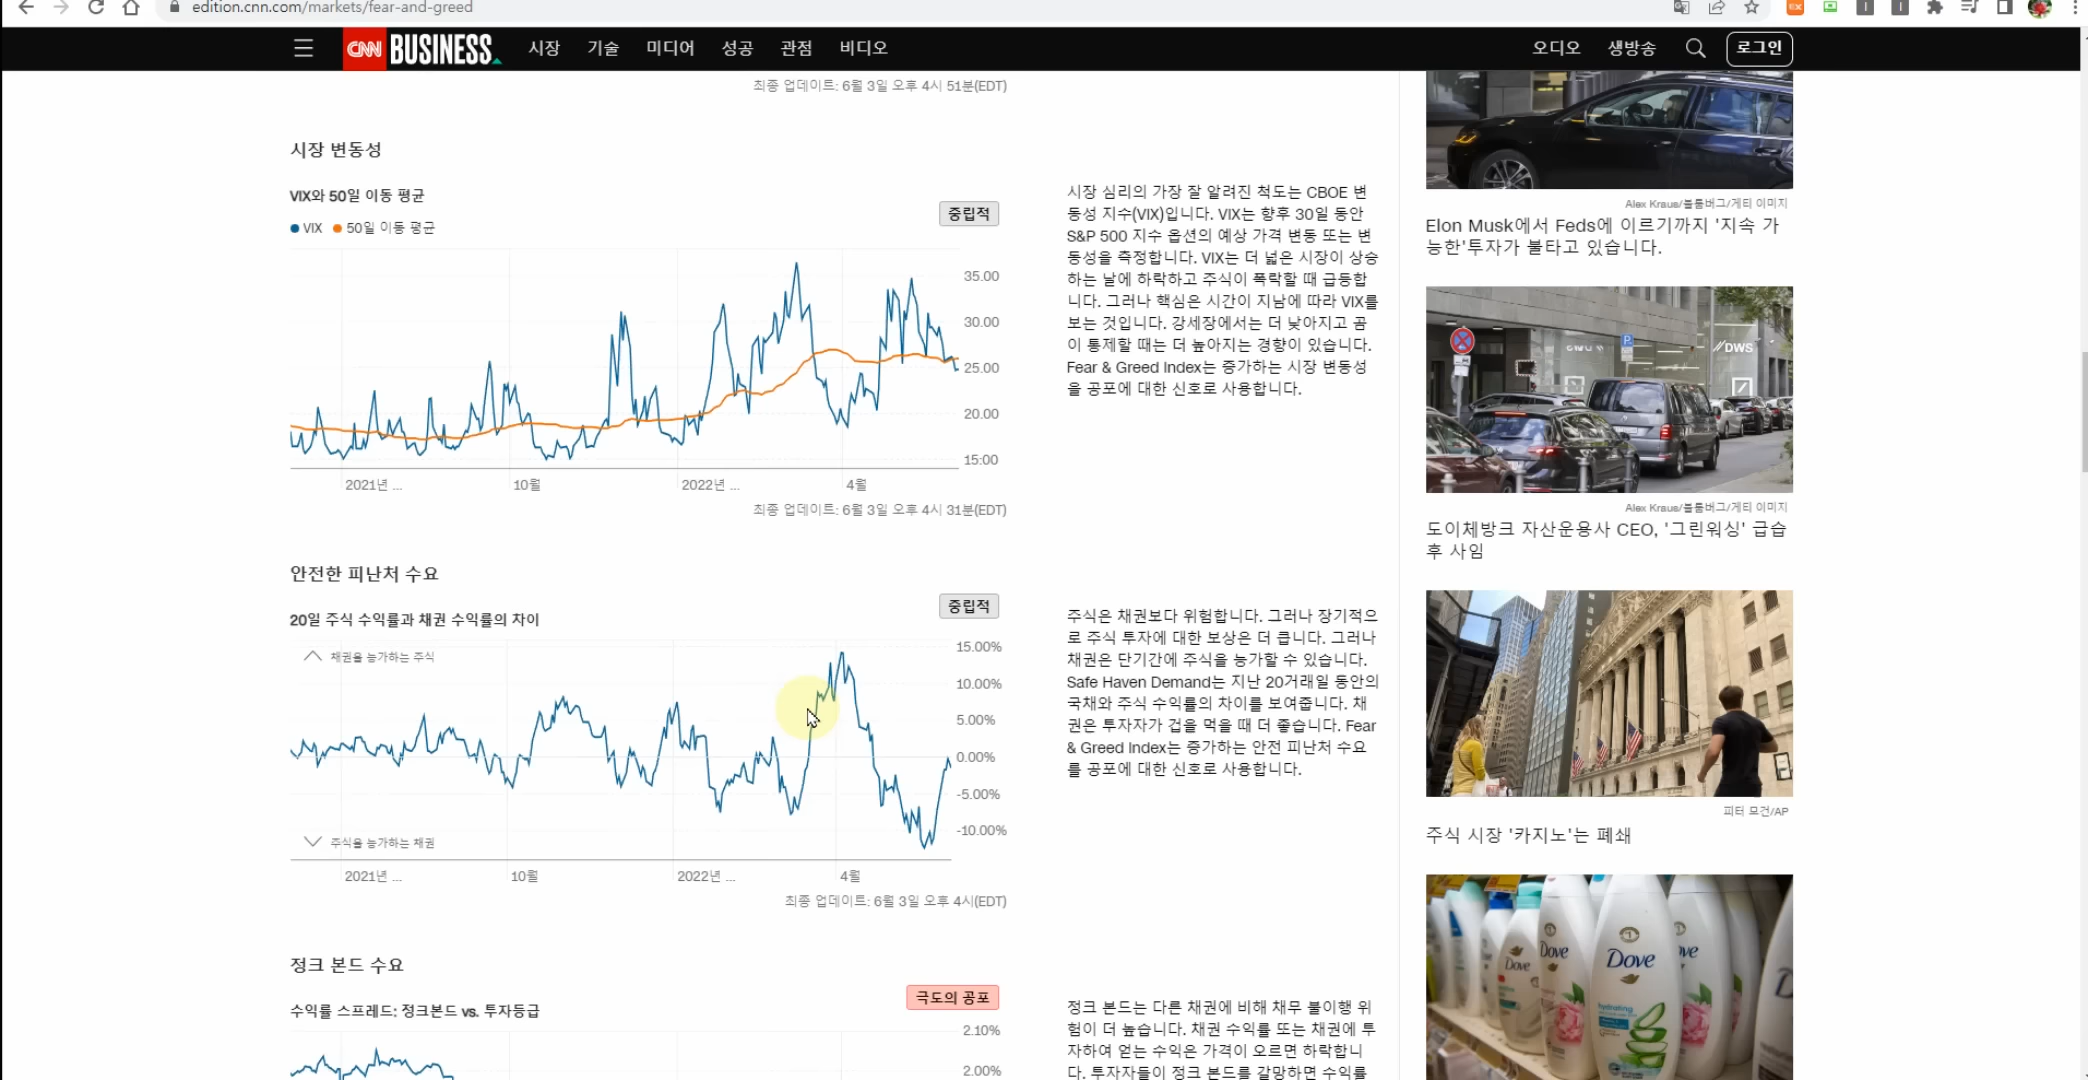 edition.cnn.com/markets/fear-and-greed
CNN BUSINESS
시장 기술 미디어 성공 관점 비디오
오디오 생방송 로그인
최종 업데이트: 6월 3일 오후 4시 51분(EDT)
시장 변동성
VIX와 50일 이동 평균
중립적
VIX 50일 이동 평균
35.00
30.00
25.00
20.00
15:00
2021년 ... 10월 2022년 ... 4월
최종 업데이트: 6월 3일 오후 4시 31분(EDT)
시장 심리의 가장 잘 알려진 척도는 CBOE 변
동성 지수(VIX)입니다. VIX는 향후 30일 동안
S&P 500 지수 옵션의 예상 가격 변동 또는 변
동성을 측정합니다. VIX는 더 넓은 시장이 상승
하는 날에 하락하고 주식이 폭락할 때 급등합
니다. 그러나 핵심은 시간이 지남에 따라 VIX를
보는 것입니다. 강세장에서는 더 낮아지고 곰
이 통제할 때는 더 높아지는 경향이 있습니다.
Fear & Greed Index는 증가하는 시장 변동성
을 공포에 대한 신호로 사용합니다.
안전한 피난처 수요
20일 주식 수익률과 채권 수익률의 차이
중립적
채권을 능가하는 주식
15.00%
10.00%
5.00%
0.00%
-5.00%
-10.00%
주식을 능가하는 채권
2021년 ... 10월 2022년 ... 4월
최종 업데이트: 6월 3일 오후 4시(EDT)
주식은 채권보다 위험합니다. 그러나 장기적으
로 주식 투자에 대한 보상은 더 큽니다. 그러나
채권은 단기간에 주식을 능가할 수 있습니다.
Safe Haven Demand는 지난 20거래일 동안의
국채와 주식 수익률의 차이를 보여줍니다. 채
권은 투자자가 겁을 먹을 때 더 좋습니다. Fear
& Greed Index는 증가하는 안전 피난처 수요
를 공포에 대한 신호로 사용합니다.
정크 본드 수요
수익률 스프레드: 정크본드 vs. 투자등급
극도의 공포
2.10%
2.00%
정크 본드는 다른 채권에 비해 채무 불이행 위
험이 더 높습니다. 채권 수익률 또는 채권에 투
자하여 얻는 수익은 가격이 오르면 하락합니
다. 투자자들이 정크 본드를 갈망하면 수익률
Alex Kraus/블룸버그/게티 이미지
Elon Musk에서 Feds에 이르기까지 '지속 가
능한'투자가 불타고 있습니다.
DWS
Alex Kraus/블룸버그/게티 이미지
도이체방크 자산운용사 CEO, '그린워싱' 급습
후 사임
피터 모건/AP
주식 시장 '카지노'는 폐쇄
Dove
Dove
Dove